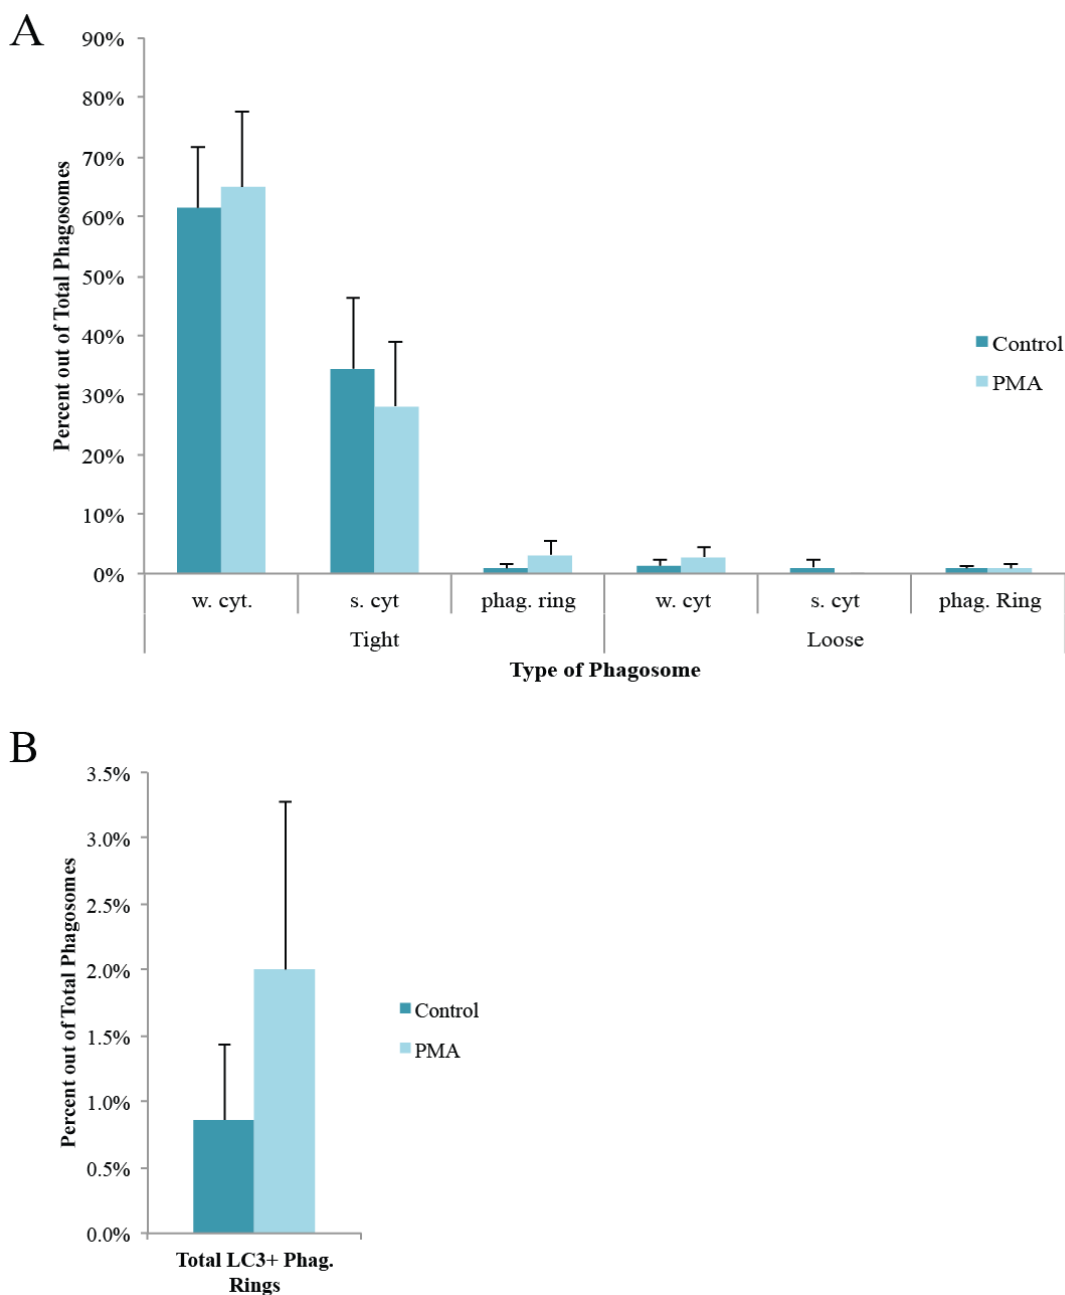 A
90%
80%
70%
60%
50%
40%
30%
20%
10%
0%
Percent out of Total Phagosomes
Control
PMA
w. cyt. s. cyt phag. ring w. cyt s. cyt phag. Ring
Tight Loose
Type of Phagosome
B
3.5%
3.0%
2.5%
2.0%
1.5%
1.0%
0.5%
0.0%
Percent out of Total Phagosomes
Control
PMA
Total LC3+ Phag.
Rings